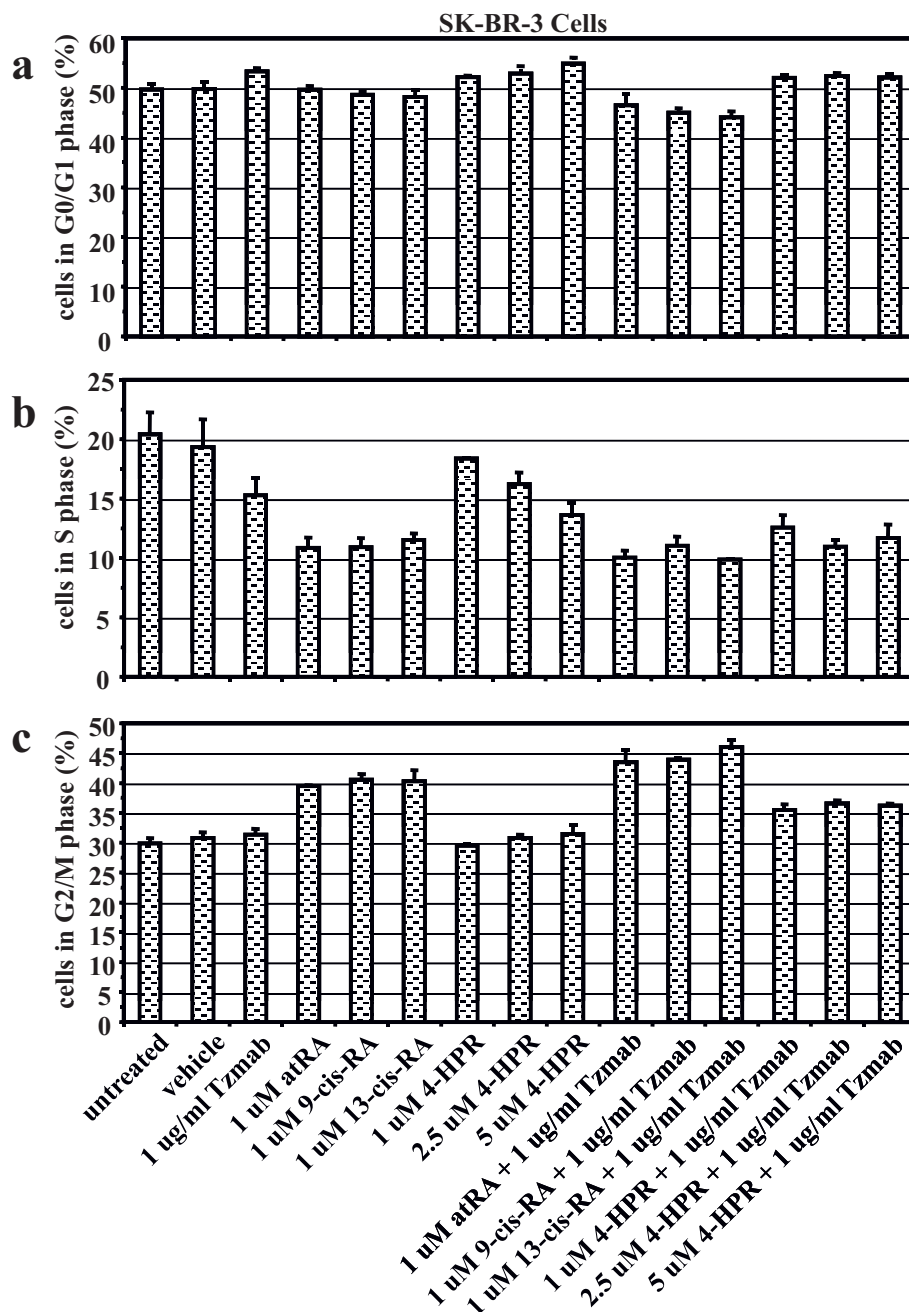 SK-BR-3 Cells
a
cells in G0/G1 phase (%)
60
50
40
30
20
10
0
b
cells in S phase (%)
25
20
15
10
5
0
c
cells in G2/M phase (%)
50
45
40
35
30
25
20
15
10
5
0
untreated
vehicle
1 ug/ml Tzmab
1 uM atRA
1 uM 9-cis-RA
1 uM 13-cis-RA
1 uM 4-HPR
2.5 uM 4-HPR
5 uM 4-HPR
1 uM atRA + 1 ug/ml Tzmab
1 uM 9-cis-RA + 1 ug/ml Tzmab
1 uM 13-cis-RA + 1 ug/ml Tzmab
1 uM 4-HPR + 1 ug/ml Tzmab
2.5 uM 4-HPR + 1 ug/ml Tzmab
5 uM 4-HPR + 1 ug/ml Tzmab